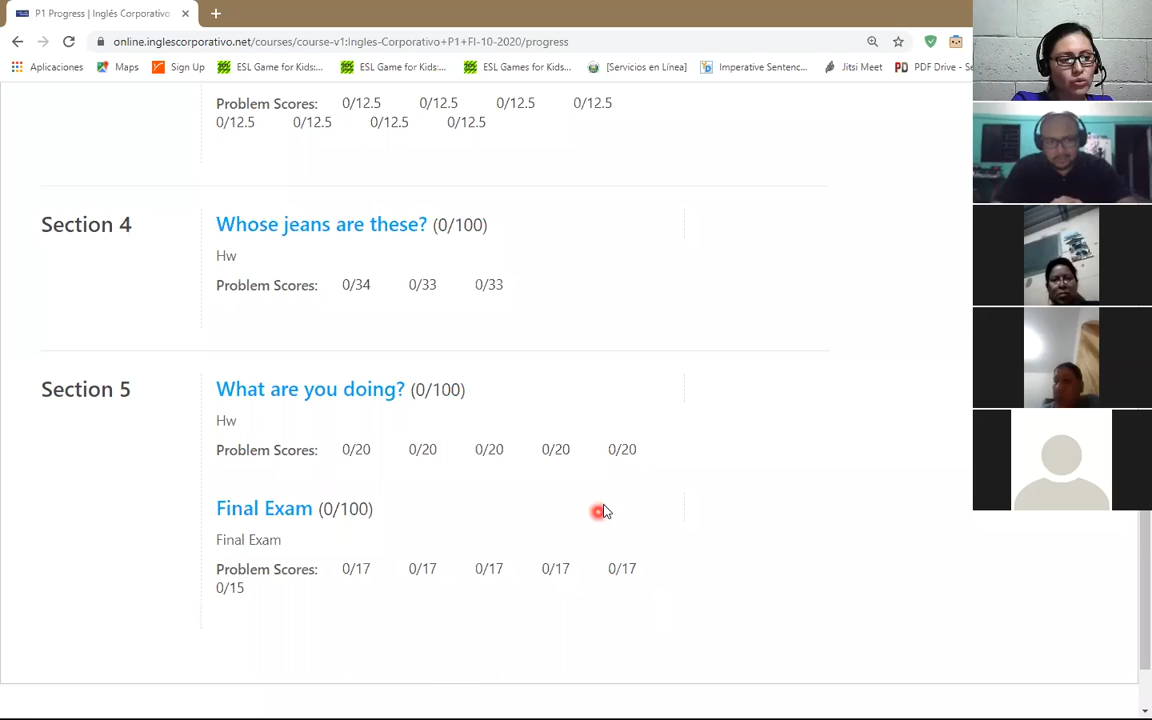 P1 Progress | Inglés Corporativo
online.inglescorporativo.net/courses/course-v1:Ingles-Corporativo+P1+FI-10-2020/progress
Aplicaciones Maps Sign Up ESL Game for Kids:... ESL Game for Kids:... ESL Games for Kids:... [Servicios en Línea] Imperative Sentenc... Jitsi Meet PDF Drive - Se
Problem Scores: 0/12.5 0/12.5 0/12.5 0/12.5
0/12.5 0/12.5 0/12.5 0/12.5
Section 4 Whose jeans are these? (0/100)
Hw
Problem Scores: 0/34 0/33 0/33
Section 5 What are you doing? (0/100)
Hw
Problem Scores: 0/20 0/20 0/20 0/20 0/20
Final Exam (0/100)
Final Exam
Problem Scores: 0/17 0/17 0/17 0/17 0/17
0/15